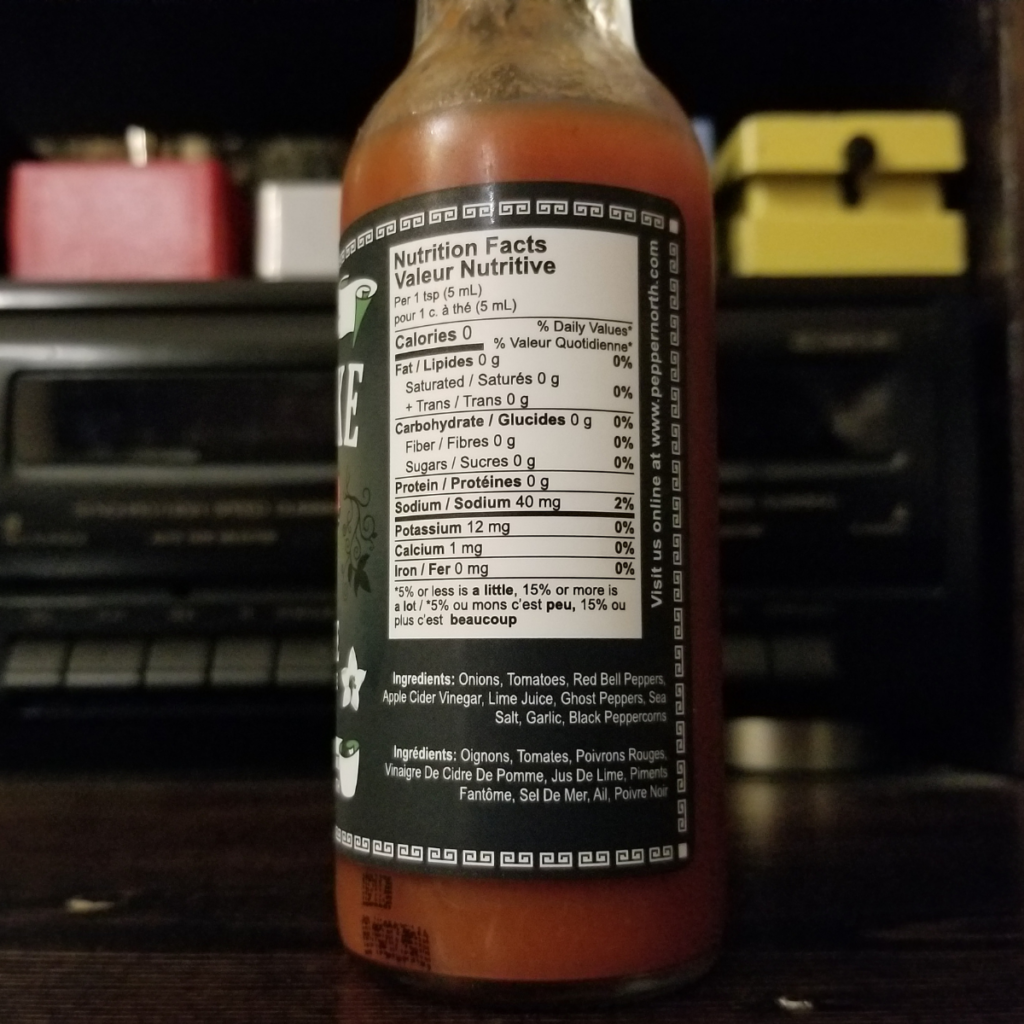 Nutrition Facts
Valeur Nutritive
Per 1 tsp (5 mL)
pour 1 c. à thé (5 mL)
Calories 0
% Daily Values*
% Valeur Quotidienne*
Fat / Lipides 0 g 0%
Saturated / Saturés 0 g
+ Trans / Trans 0 g 0%
Carbohydrate / Glucides 0 g 0%
Fiber / Fibres 0 g 0%
Sugars / Sucres 0 g 0%
Protein / Protéines 0 g
Sodium / Sodium 40 mg 2%
Potassium 12 mg 0%
Calcium 1 mg 0%
Iron / Fer 0 mg 0%
*5% or less is a little, 15% or more is
a lot / *5% ou mons c'est peu, 15% ou
plus c'est beaucoup
Ingredients: Onions, Tomatoes, Red Bell Peppers,
Apple Cider Vinegar, Lime Juice, Ghost Peppers, Sea
Salt, Garlic, Black Peppercorns
Ingrédients: Oignons, Tomates, Poivrons Rouges,
Vinaigre De Cidre De Pomme, Jus De Lime, Piments
Fantôme, Sel De Mer, Ail, Poivre Noir
Visit us online at www.peppernorth.com